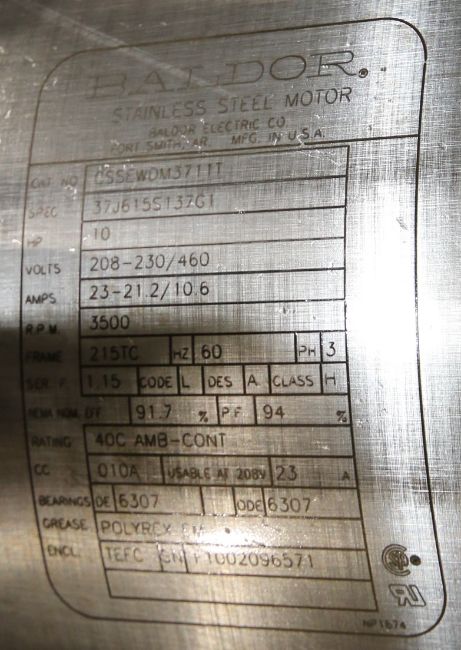 BALDOR.
STAINLESS STEEL MOTOR
BALDOR ELECTRIC CO.
FORT SMITH, AR. MFG. IN U.S.A.
CAT. NO CSSEWDM3711T
SPEC 37J615S137G1
HP 10
VOLTS 208-230/460
AMPS 23-21.2/10.6
R.P.M. 3500
FRAME 215TC HZ 60 PH 3
SER. F. 1.15 CODE L DES A CLASS H
NEMA NOM. EFF 91.7 % P.F. 94 %
RATING 40C AMB-CONT
CC 010A USABLE AT 208V 23 A
BEARINGS DE 6307 ODE 6307
GREASE POLYREX EM
ENCL TEFC SN F1002096571
NP1674